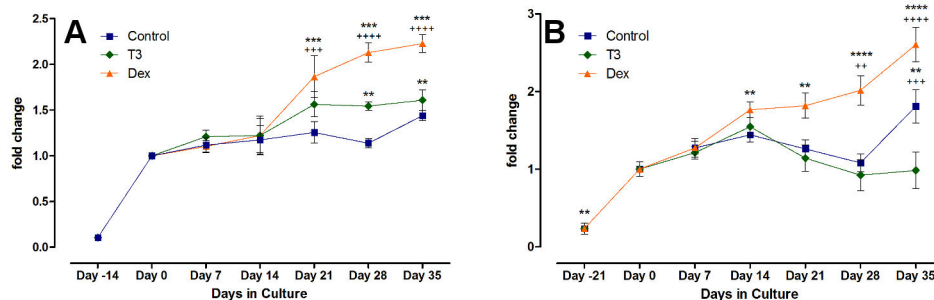 A
Control
T3
Dex
fold change
2.5
2.0
1.5
1.0
0.5
0.0
***
+++
***
++++
**
***
++++
**
Day -14 Day 0 Day 7 Day 14 Day 21 Day 28 Day 35
Days in Culture
B
Control
T3
Dex
fold change
3
2
1
0
**
**
**
****
++
****
++++
**
+++
Day -21 Day 0 Day 7 Day 14 Day 21 Day 28 Day 35
Days in Culture